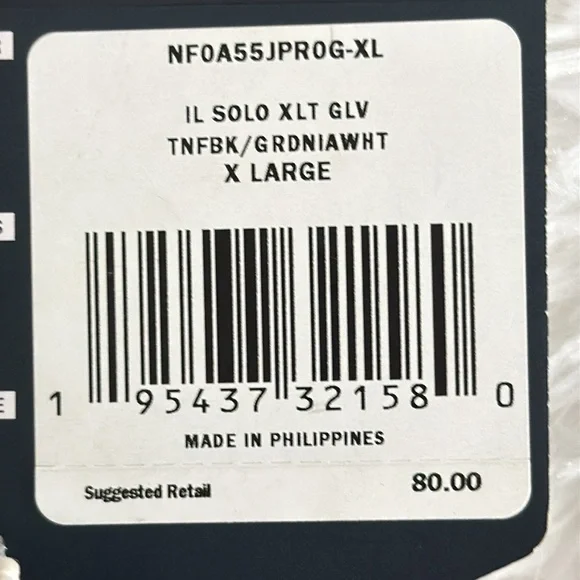 NF0A55JPR0G-XL
IL SOLO XLT GLV
TNFBK/GRDNIAWHT
X LARGE
1 95437 32158 0
MADE IN PHILIPPINES
Suggested Retail 80.00